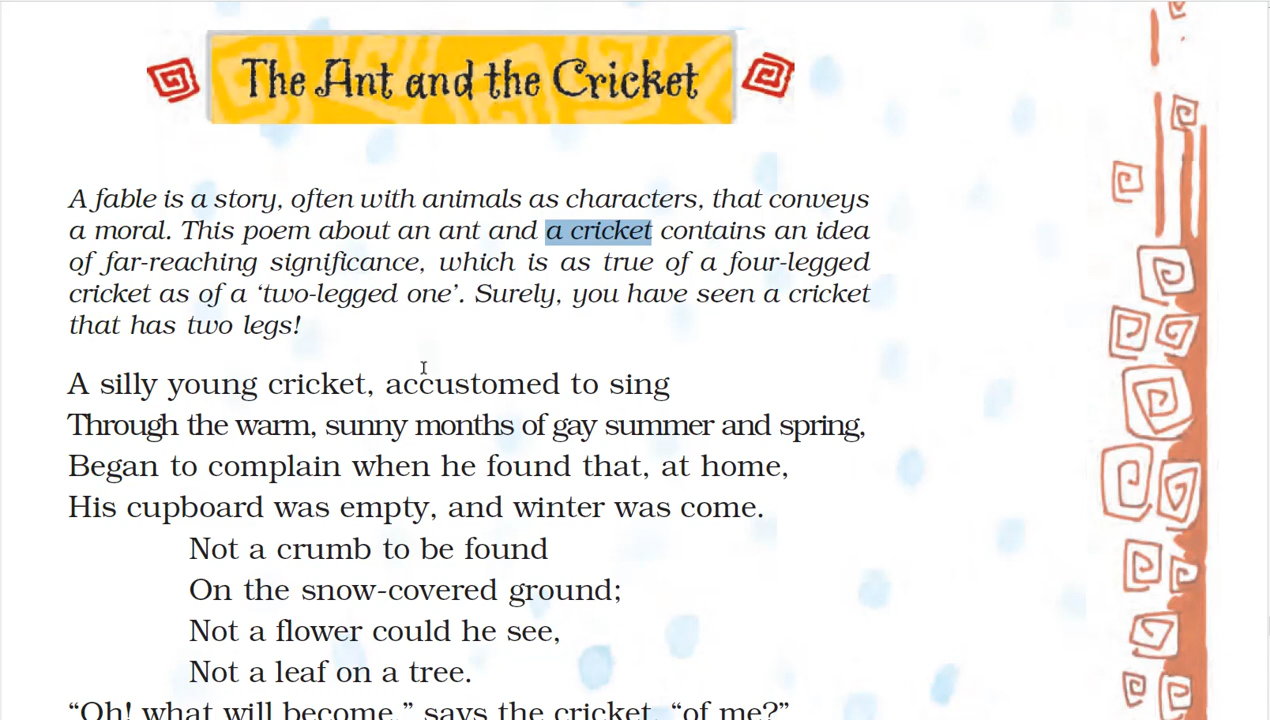 The Ant and the Cricket
A fable is a story, often with animals as characters, that conveys
a moral. This poem about an ant and a cricket contains an idea
of far-reaching significance, which is as true of a four-legged
cricket as of a ‘two-legged one’. Surely, you have seen a cricket
that has two legs!
A silly young cricket, accustomed to sing
Through the warm, sunny months of gay summer and spring,
Began to complain when he found that, at home,
His cupboard was empty, and winter was come.
Not a crumb to be found
On the snow-covered ground;
Not a flower could he see,
Not a leaf on a tree.
“Oh! what will become,” says the cricket, “of me?”